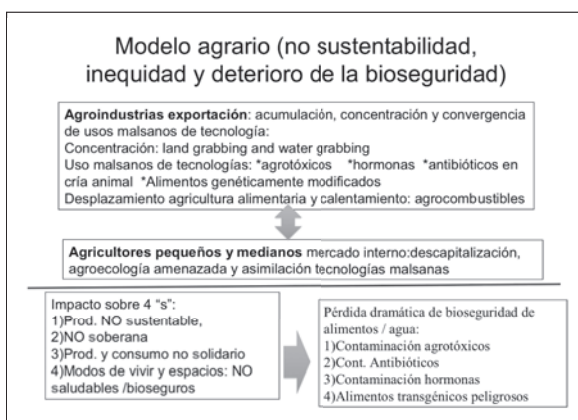 Modelo agrario (no sustentabilidad,
inequidad y deterioro de la bioseguridad)
Agroindustrias exportación: acumulación, concentración y convergencia
de usos malsanos de tecnología:
Concentración: land grabbing and water grabbing
Uso malsanos de tecnologías: *agrotóxicos *hormonas *antibióticos en
cría animal *Alimentos genéticamente modificados
Desplazamiento agricultura alimentaria y calentamiento: agrocombustibles
Agricultores pequeños y medianos mercado interno:descapitalización,
agroecología amenazada y asimilación tecnologías malsanas
Impacto sobre 4 “s”:
1)Prod. NO sustentable,
2)NO soberana
3)Prod. y consumo no solidario
4)Modos de vivir y espacios: NO
saludables /bioseguros
Pérdida dramática de bioseguridad de
alimentos / agua:
1)Contaminación agrotóxicos
2)Cont. Antibióticos
3)Contaminación hormonas
4)Alimentos transgénicos peligrosos